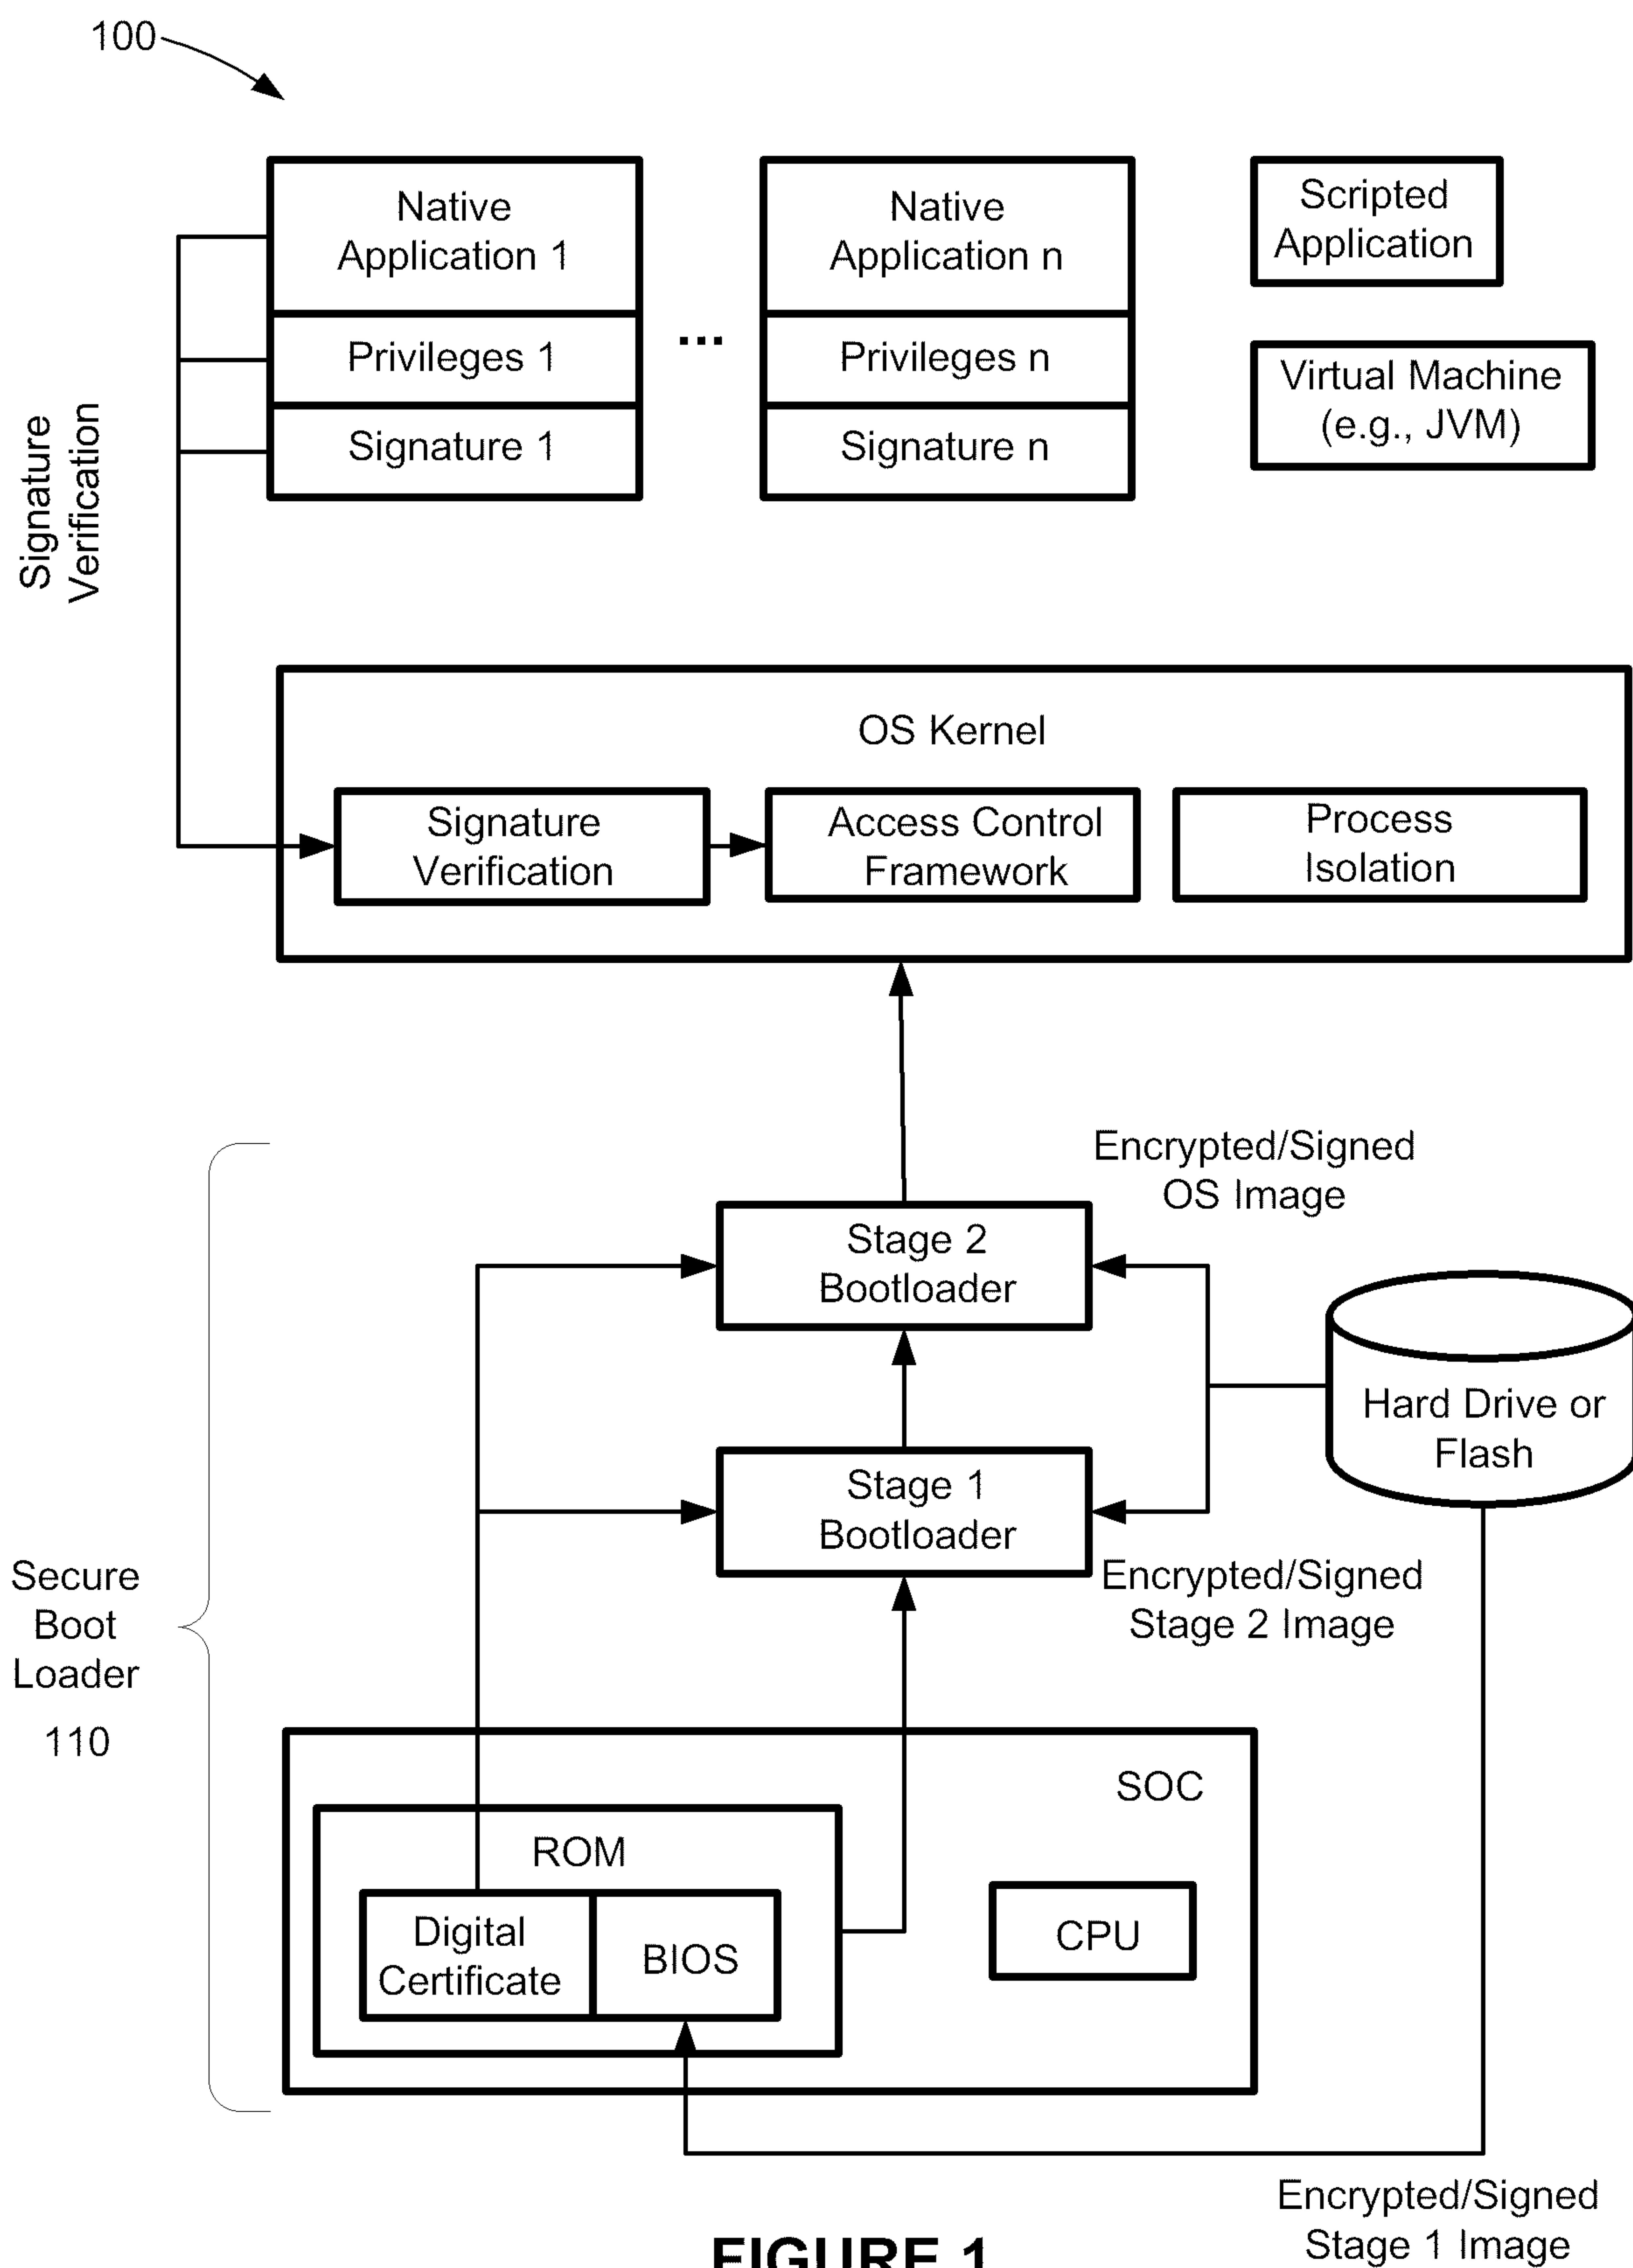 100
Native
Application 1
Privileges 1
Signature 1
...
Native
Application n
Privileges n
Signature n
Scripted
Application
Virtual Machine
(e.g., JVM)
Signature
Verification
OS Kernel
Signature
Verification
Access Control
Framework
Process
Isolation
Encrypted/Signed
OS Image
Stage 2
Bootloader
Hard Drive or
Flash
Stage 1
Bootloader
Encrypted/Signed
Stage 2 Image
Secure
Boot
Loader
110
SOC
ROM
Digital
Certificate
BIOS
CPU
Encrypted/Signed
Stage 1 Image
FIGURE 1